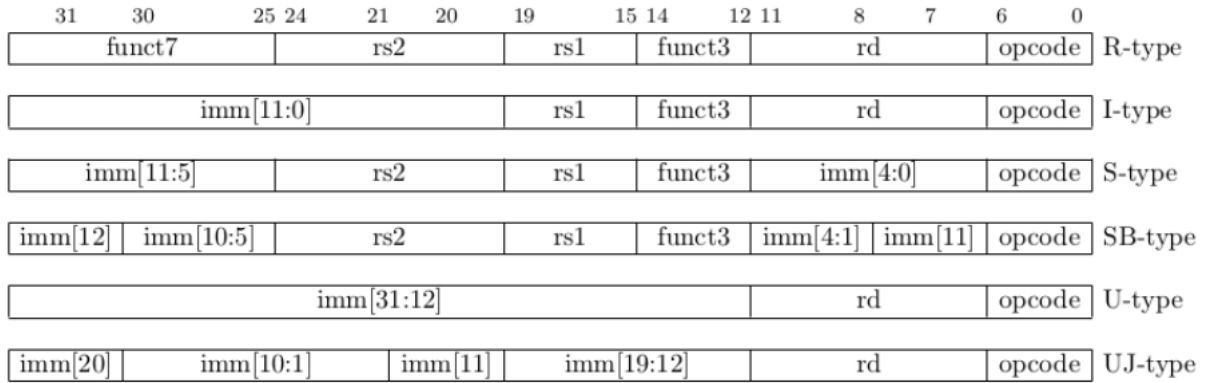 31 30 25 24 21 20 19 15 14 12 11 8 7 6 0
funct7 rs2 rs1 funct3 rd opcode R-type
imm[11:0] rs1 funct3 rd opcode I-type
imm[11:5] rs2 rs1 funct3 imm[4:0] opcode S-type
imm[12] imm[10:5] rs2 rs1 funct3 imm[4:1] imm[11] opcode SB-type
imm[31:12] rd opcode U-type
imm[20] imm[10:1] imm[11] imm[19:12] rd opcode UJ-type